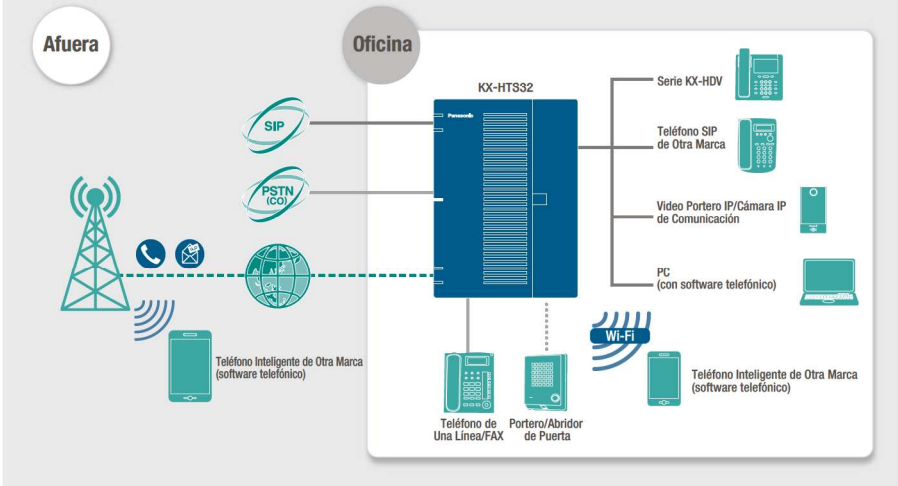 Afuera
Oficina
KX-HTS32
Panasonic
SIP
PSTN
(CO)
Serie KX-HDV
Teléfono SIP
de Otra Marca
Video Portero IP/Cámara IP
de Comunicación
PC
(con software telefónico)
Wi-Fi
Teléfono Inteligente de Otra Marca
(software telefónico)
Teléfono Inteligente de Otra Marca
(software telefónico)
Teléfono de
Una Línea/FAX
Portero/Abridor
de Puerta